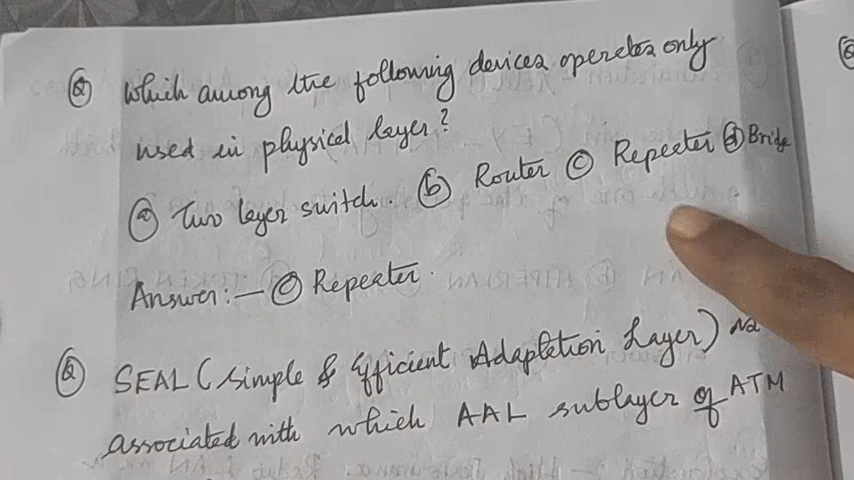 Q Which among the following devices operates only
used in physical layer?
a Two layer switch. b Router c Repeater d Bridge
Answer:— c Repeater.
Q SEAL (Simple & Efficient Adapletion Layer) is
associated with which AAL sublayer of ATM